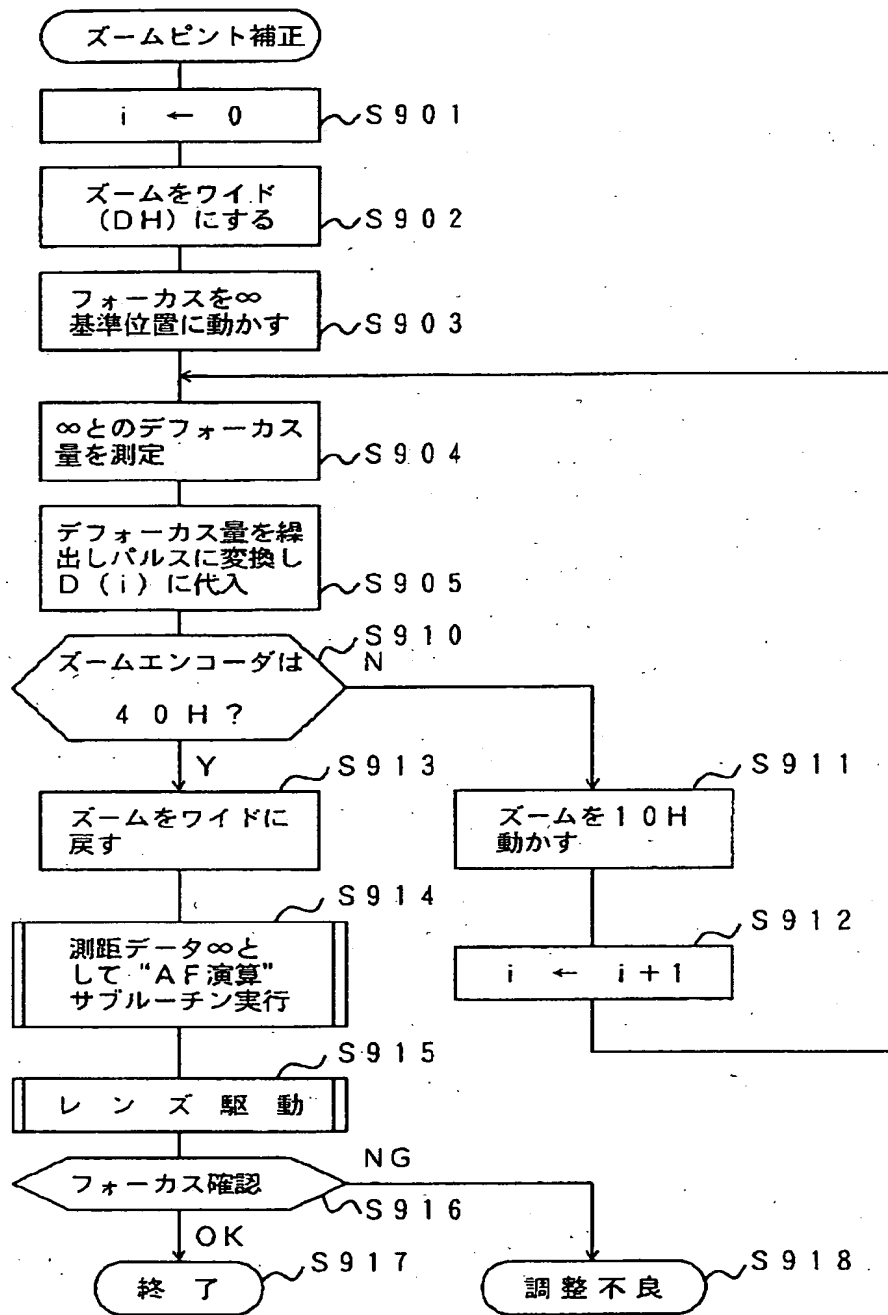 ズームピント補正
i ← 0
S901
ズームをワイド
(DH)にする
S902
フォーカスを∞
基準位置に動かす
S903
∞とのデフォーカス
量を測定
S904
デフォーカス量を繰
出しパルスに変換し
D(i)に代入
S905
S910
ズームエンコーダは
40H?
N
Y
S913
ズームをワイドに
戻す
S911
ズームを10H
動かす
S914
測距データ∞と
して“AF演算”
サブルーチン実行
S912
i ← i+1
S915
レンズ駆動
フォーカス確認
NG
S916
OK
S917
終了
S918
調整不良